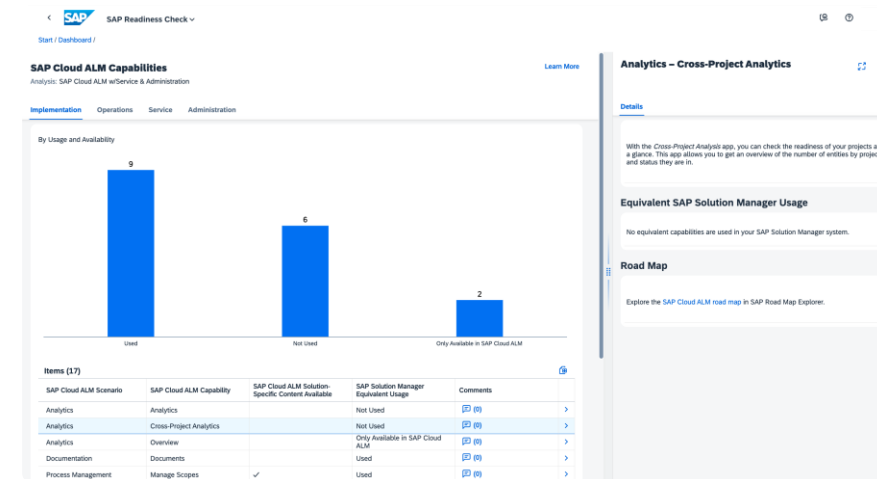 SAP
SAP Readiness Check
Start / Dashboard /
SAP Cloud ALM Capabilities
Learn More
Analysis: SAP Cloud ALM w/Service & Administration
Implementation Operations Service Administration
By Usage and Availability
9
6
2
Used Not Used Only Available in SAP Cloud ALM
Items (17)
SAP Cloud ALM Scenario SAP Cloud ALM Capability SAP Cloud ALM Solution-Specific Content Available SAP Solution Manager Equivalent Usage Comments
Analytics Analytics Not Used (0)
Analytics Cross-Project Analytics Not Used (0)
Analytics Overview Only Available in SAP Cloud ALM (0)
Documentation Documents Used (0)
Process Management Manage Scopes Used (0)
Analytics – Cross-Project Analytics
Details
With the Cross-Project Analysis app, you can check the readiness of your projects a
a glance. This app allows you to get an overview of the number of entities by projec
and status they are in.
Equivalent SAP Solution Manager Usage
No equivalent capabilities are used in your SAP Solution Manager system.
Road Map
Explore the SAP Cloud ALM road map in SAP Road Map Explorer.